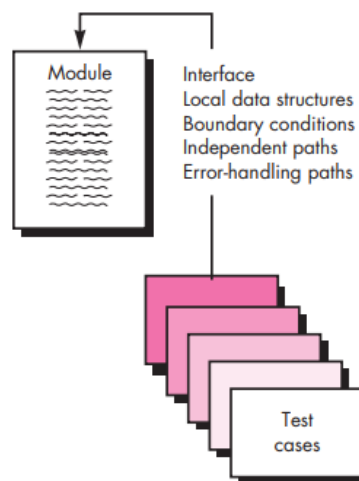 Module
Interface
Local data structures
Boundary conditions
Independent paths
Error-handling paths
Test
cases